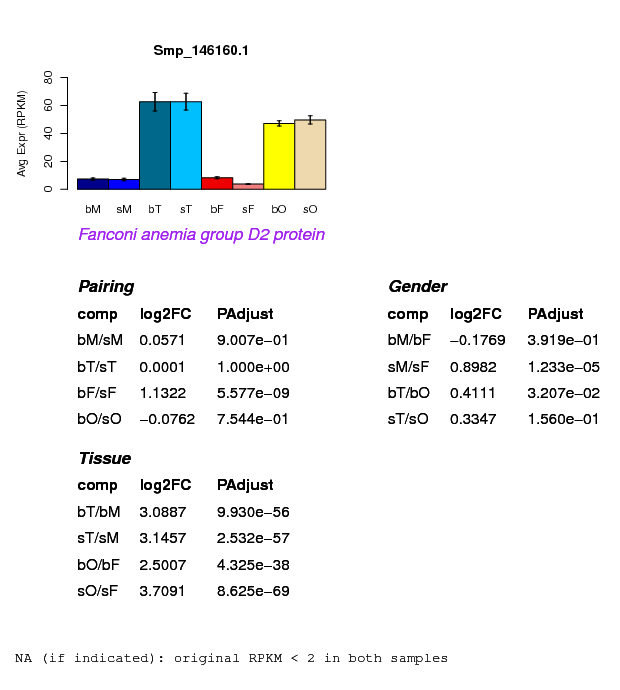 Smp_146160.1
Avg Expr (RPKM)
80
60
40
20
0
bM sM bT sT bF sF bO sO
Fanconi anemia group D2 protein
Pairing
comp log2FC PAdjust
bM/sM 0.0571 9.007e−01
bT/sT 0.0001 1.000e+00
bF/sF 1.1322 5.577e−09
bO/sO −0.0762 7.544e−01
Gender
comp log2FC PAdjust
bM/bF −0.1769 3.919e−01
sM/sF 0.8982 1.233e−05
bT/bO 0.4111 3.207e−02
sT/sO 0.3347 1.560e−01
Tissue
comp log2FC PAdjust
bT/bM 3.0887 9.930e−56
sT/sM 3.1457 2.532e−57
bO/bF 2.5007 4.325e−38
sO/sF 3.7091 8.625e−69
NA (if indicated): original RPKM < 2 in both samples